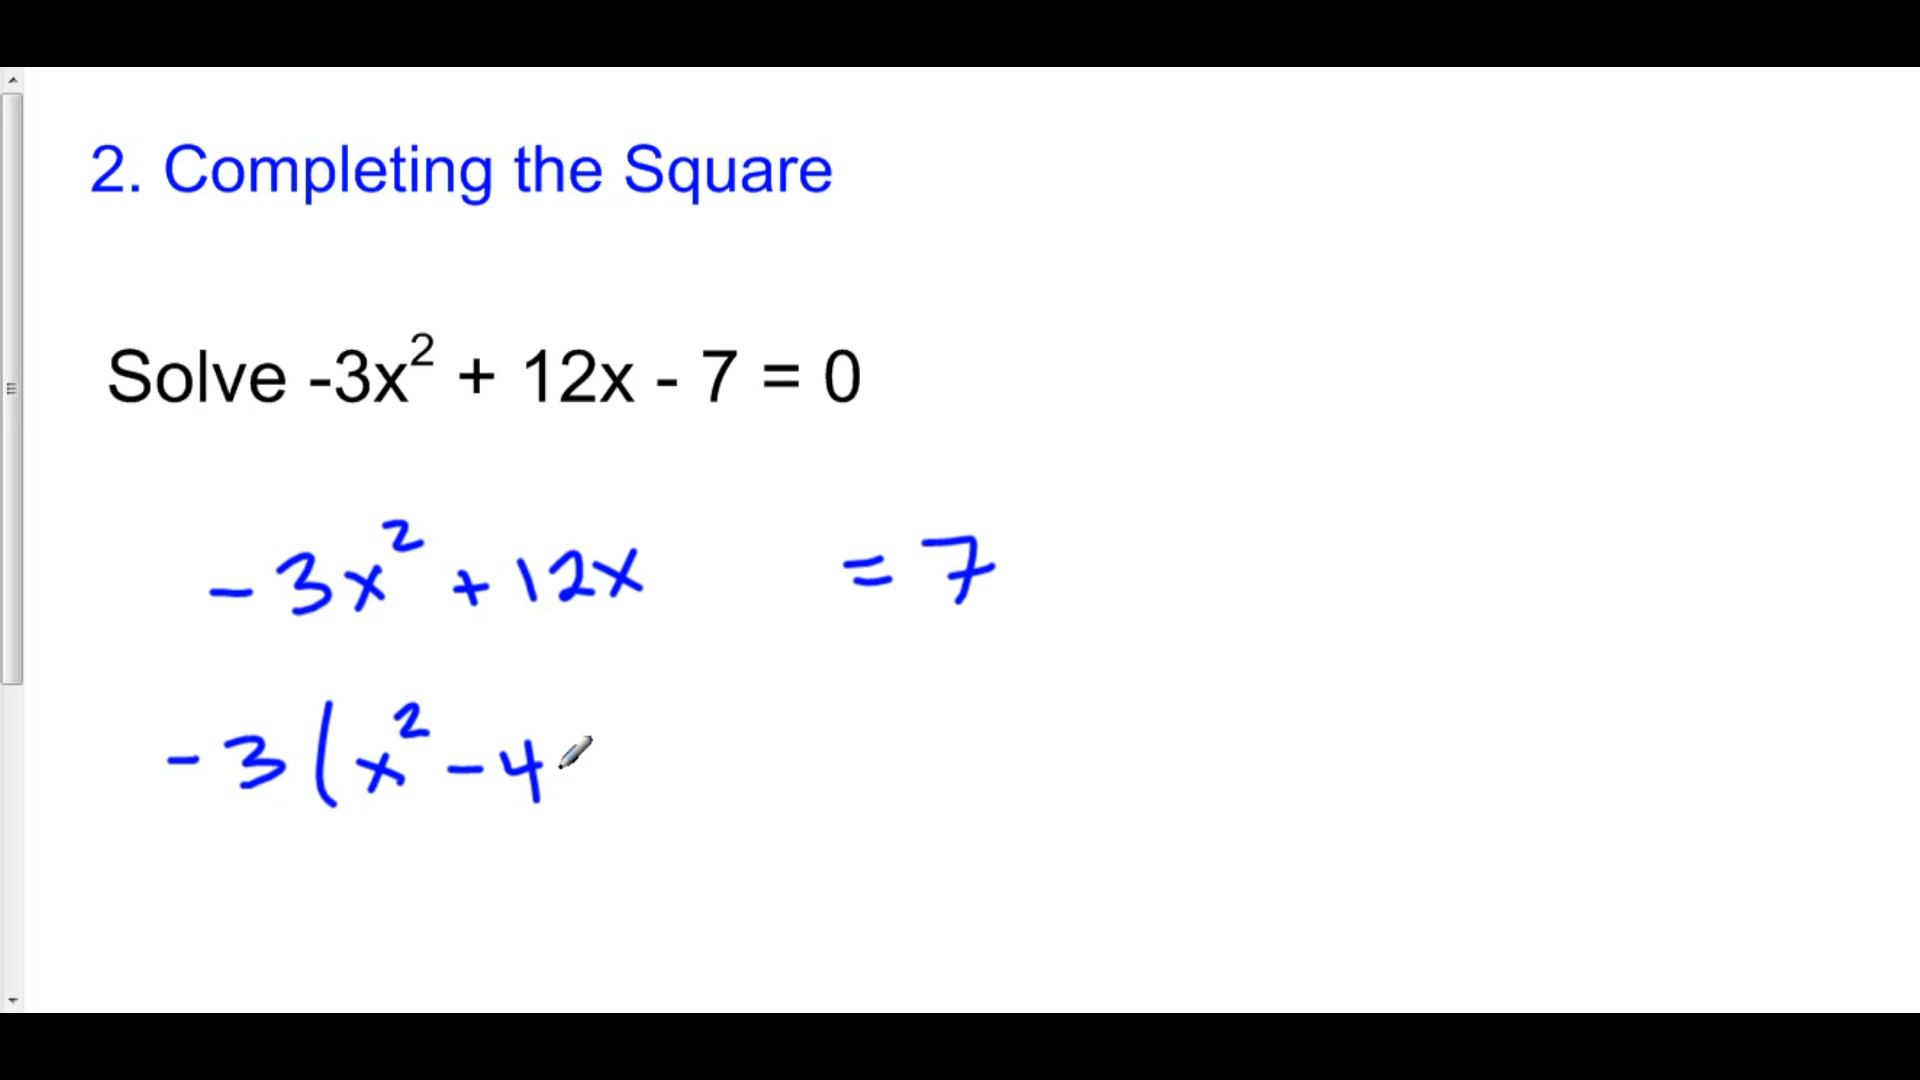 2. Completing the Square
Solve -3x² + 12x - 7 = 0
-3x² + 12x = 7
-3(x² - 4